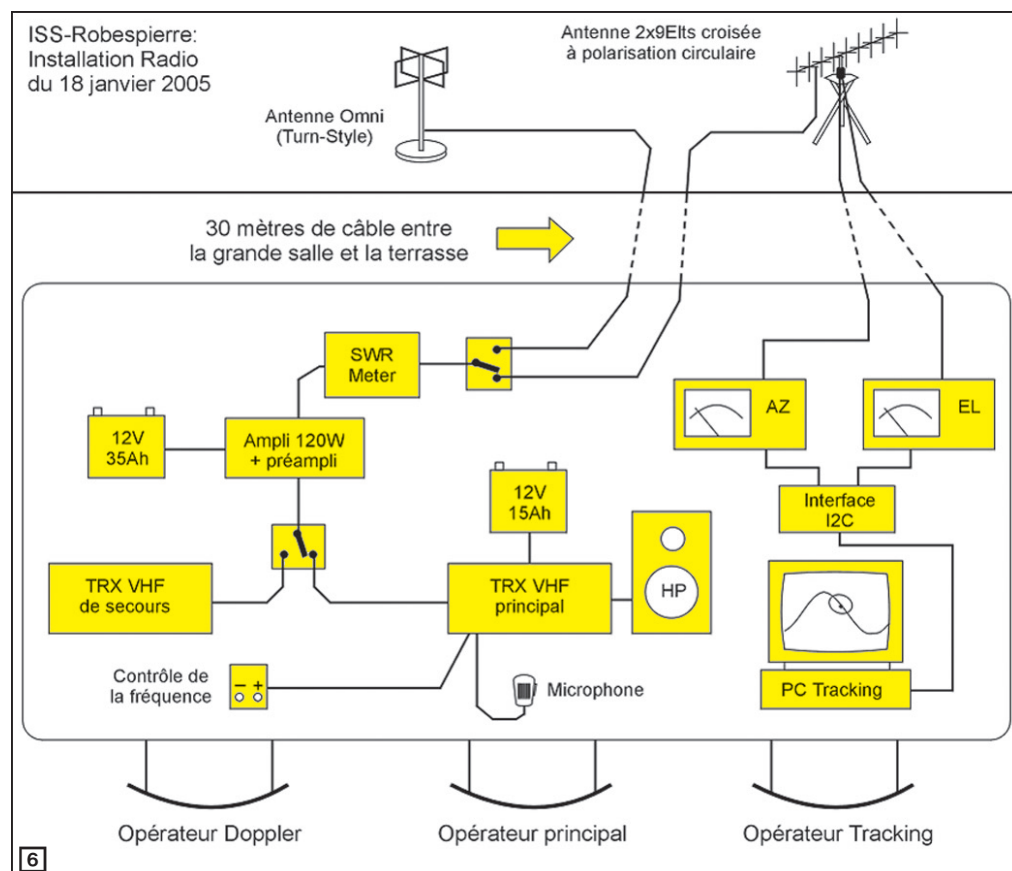 ISS-Robespierre:
Installation Radio
du 18 janvier 2005
Antenne 2x9Elts croisée
à polarisation circulaire
Antenne Omni
(Turn-Style)
30 mètres de câble entre
la grande salle et la terrasse
SWR
Meter
12V
35Ah
Ampli 120W
+ préampli
AZ
EL
12V
15Ah
Interface
I2C
TRX VHF
de secours
TRX VHF
principal
HP
Contrôle de
la fréquence
- +
Microphone
PC Tracking
Opérateur Doppler
Opérateur principal
Opérateur Tracking
6